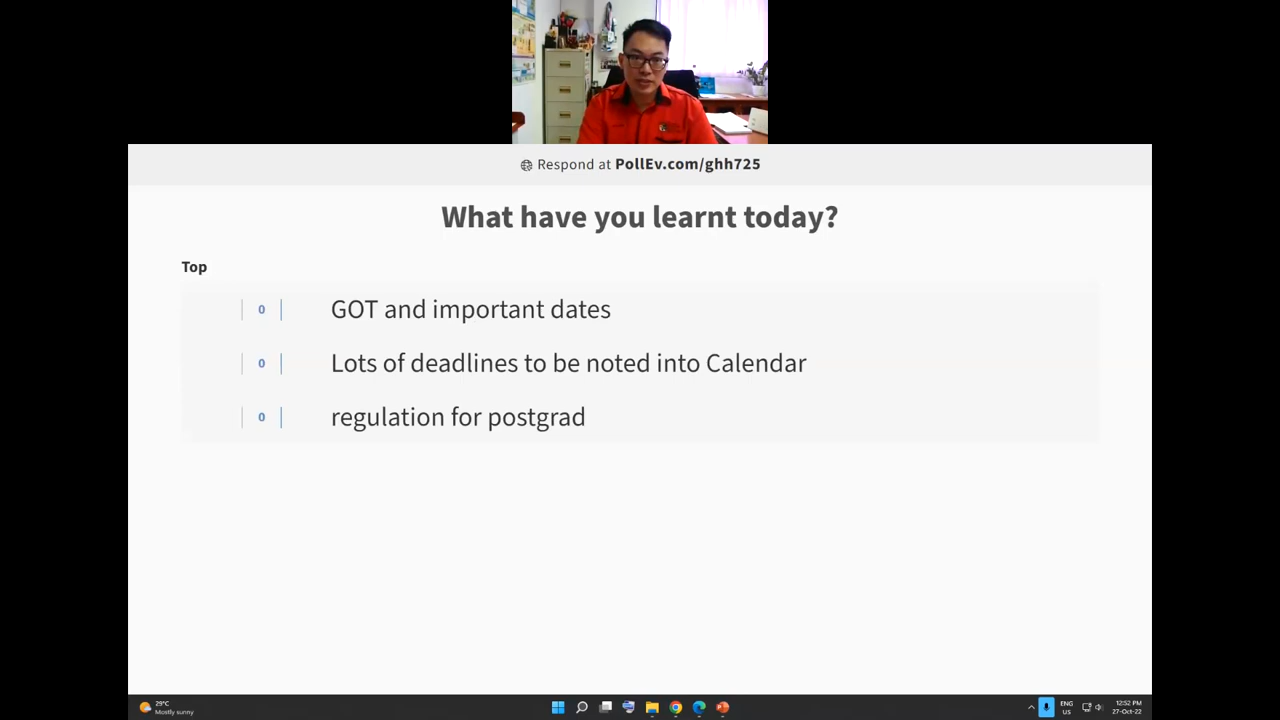 Respond at PollEv.com/ghh725
What have you learnt today?
Top
0 GOT and important dates
0 Lots of deadlines to be noted into Calendar
0 regulation for postgrad
29°C
Mostly sunny
ENG
US
12:52 PM
27-Oct-22